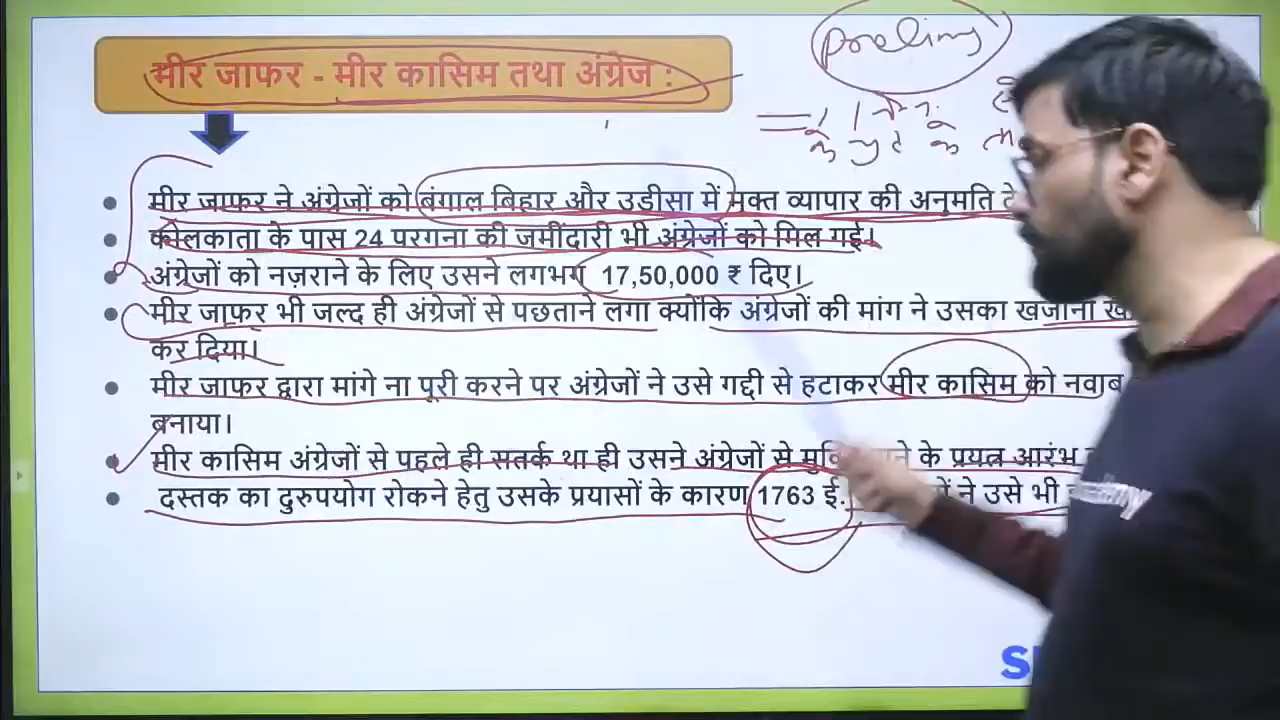 Prelims
मीर जाफर - मीर कासिम तथा अंग्रेज :
मीर जाफर ने अंग्रेजों को बंगाल बिहार और उडीसा में मुक्त व्यापार की अनुमति
कोलकाता के पास 24 परगना की जमींदारी भी अंग्रेजों को मिल गई।
अंग्रेजों को नज़राने के लिए उसने लगभग 17,50,000 ₹ दिए।
मीर जाफर भी जल्द ही अंग्रेजों से पछताने लगा क्योंकि अंग्रेजों की मांग ने उसका खजाना
कर दिया।
मीर जाफर द्वारा मांगे ना पूरी करने पर अंग्रेजों ने उसे गद्दी से हटाकर मीर कासिम को नवाब
बनाया।
मीर कासिम अंग्रेजों से पहले ही सतर्क था ही उसने अंग्रेजों से के प्रयत्न आरंभ
दस्तक का दुरुपयोग रोकने हेतु उसके प्रयासों के कारण 1763 ई. ने उसे भी